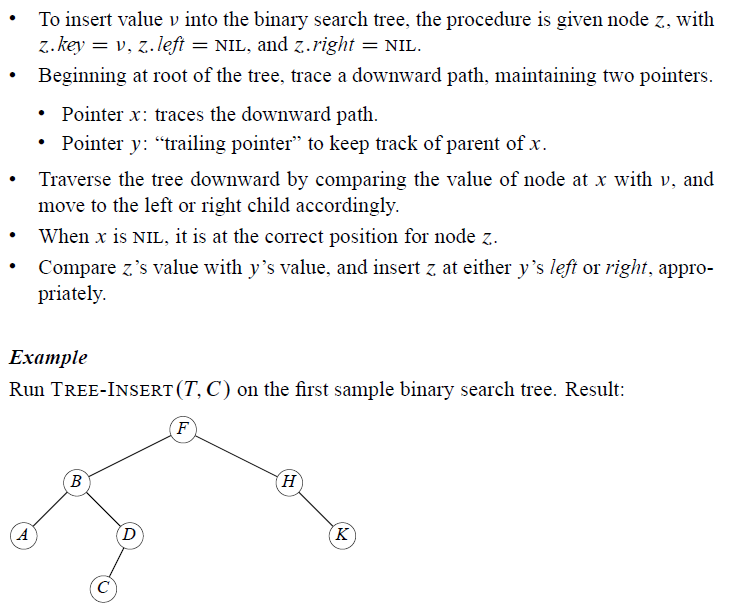 • To insert value v into the binary search tree, the procedure is given node z, with
z.key = v, z.left = NIL, and z.right = NIL.
• Beginning at root of the tree, trace a downward path, maintaining two pointers.
• Pointer x: traces the downward path.
• Pointer y: “trailing pointer” to keep track of parent of x.
• Traverse the tree downward by comparing the value of node at x with v, and
move to the left or right child accordingly.
• When x is NIL, it is at the correct position for node z.
• Compare z’s value with y’s value, and insert z at either y’s left or right, appro-
priately.
Example
Run TREE-INSERT(T, C) on the first sample binary search tree. Result:
F
B H
A D K
C